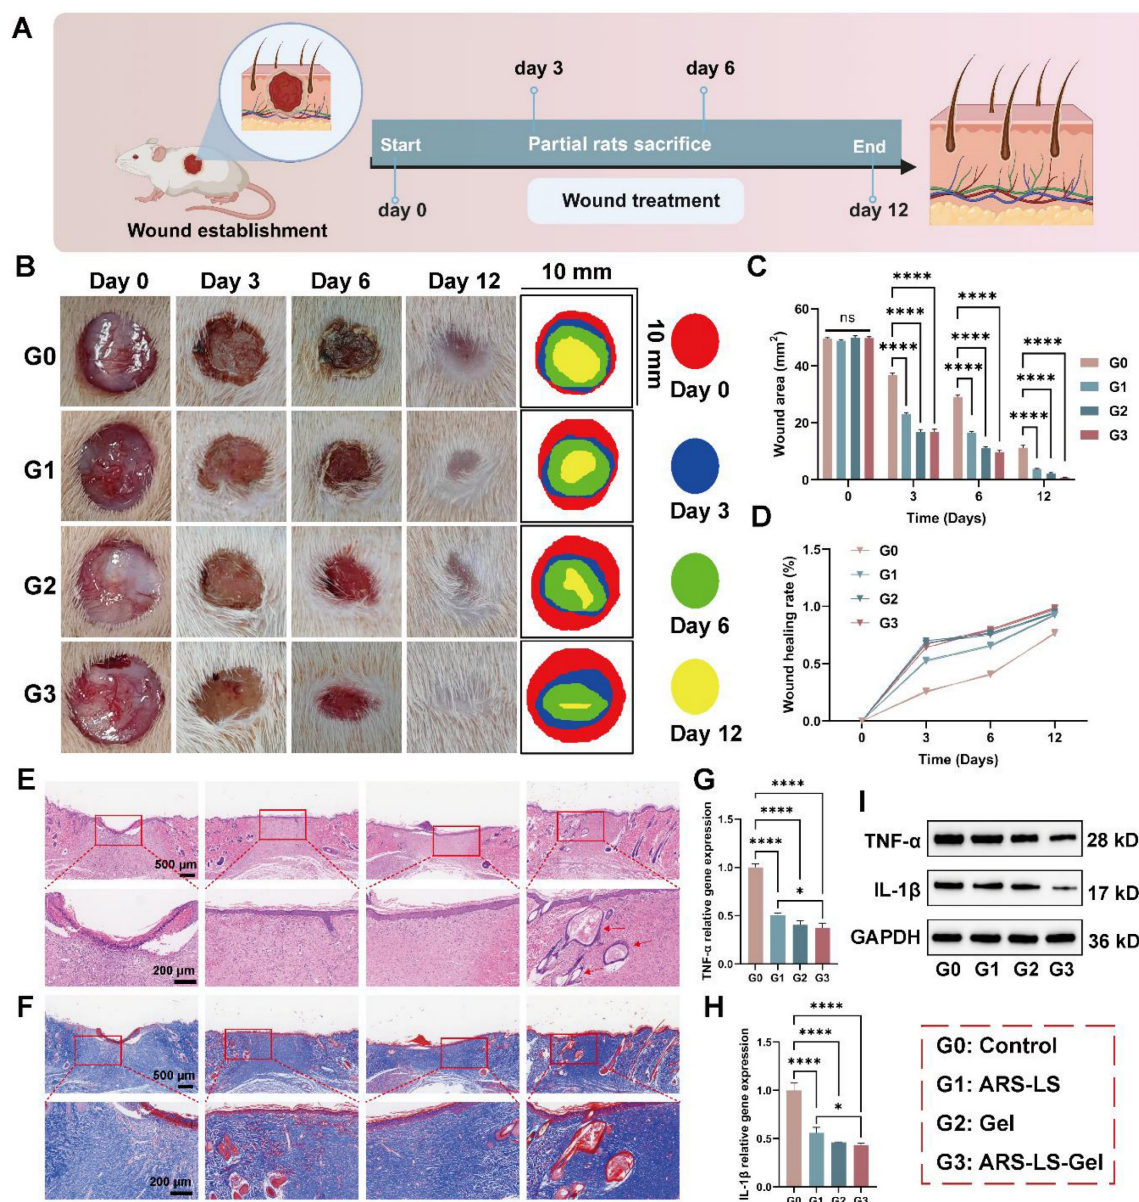 A
day 3
day 6
Start
Partial rats sacrifice
End
day 0
Wound treatment
day 12
Wound establishment
B
Day 0
Day 3
Day 6
Day 12
10 mm
10 mm
G0
G1
G2
G3
Day 0
Day 3
Day 6
Day 12
C
Wound area (mm2)
60
40
20
0
ns
****
****
****
****
****
****
****
****
****
0
3
6
12
Time (Days)
G0
G1
G2
G3
D
Wound healing rate (%)
1.5
1.0
0.5
0.0
G0
G1
G2
G3
0
3
6
12
Time (Days)
E
500 μm
200 μm
F
500 μm
200 μm
G
TNF-α relative gene expression
1.5
1.0
0.5
0.0
****
****
****
*
G0
G1
G2
G3
H
IL-1β relative gene expression
1.5
1.0
0.5
0.0
****
****
****
*
G0
G1
G2
G3
I
TNF-α
28 kD
IL-1β
17 kD
GAPDH
36 kD
G0 G1 G2 G3
G0: Control
G1: ARS-LS
G2: Gel
G3: ARS-LS-Gel